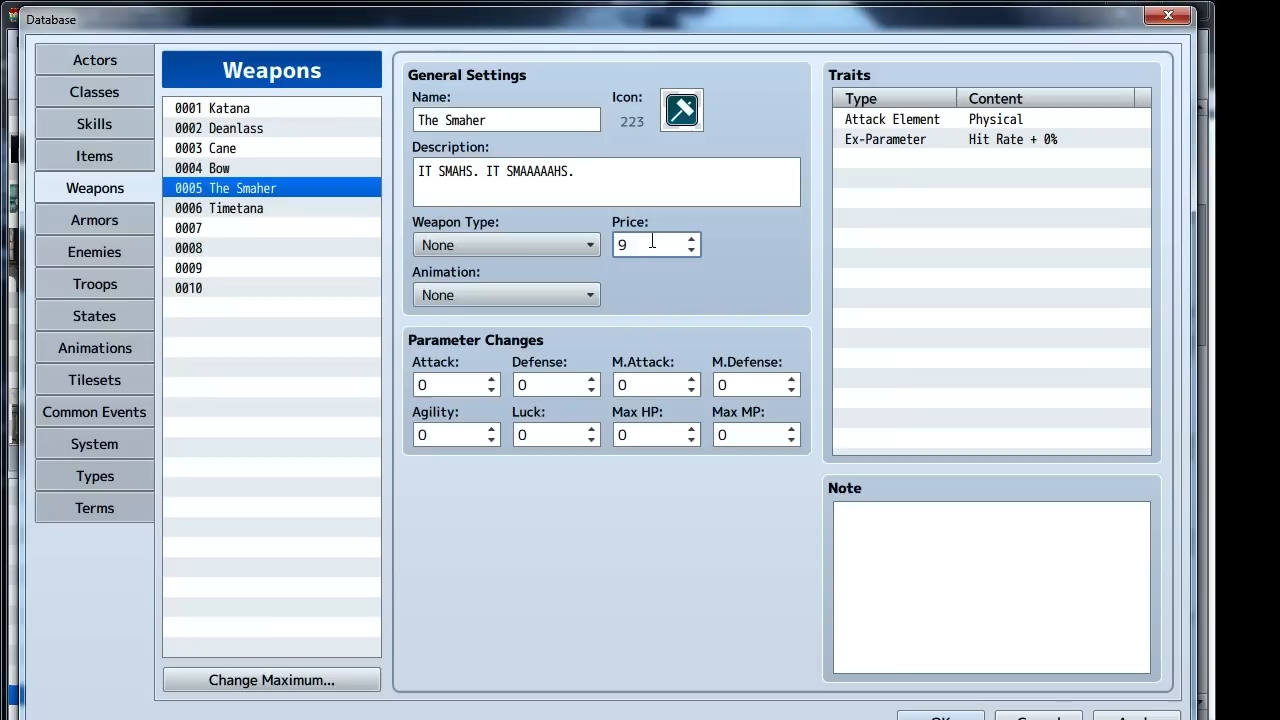 Database
Actors
Classes
Skills
Items
Weapons
Armors
Enemies
Troops
States
Animations
Tilesets
Common Events
System
Types
Terms
Weapons
0001 Katana
0002 Deanlass
0003 Cane
0004 Bow
0005 The Smaher
0006 Timetana
0007
0008
0009
0010
Change Maximum...
General Settings
Name: Icon:
The Smaher 223
Description:
IT SMAHS. IT SMAAAAAHS.
Weapon Type: Price:
None 9
Animation:
None
Parameter Changes
Attack: Defense: M.Attack: M.Defense:
0 0 0 0
Agility: Luck: Max HP: Max MP:
0 0 0 0
Traits
Type Content
Attack Element Physical
Ex-Parameter Hit Rate + 0%
Note